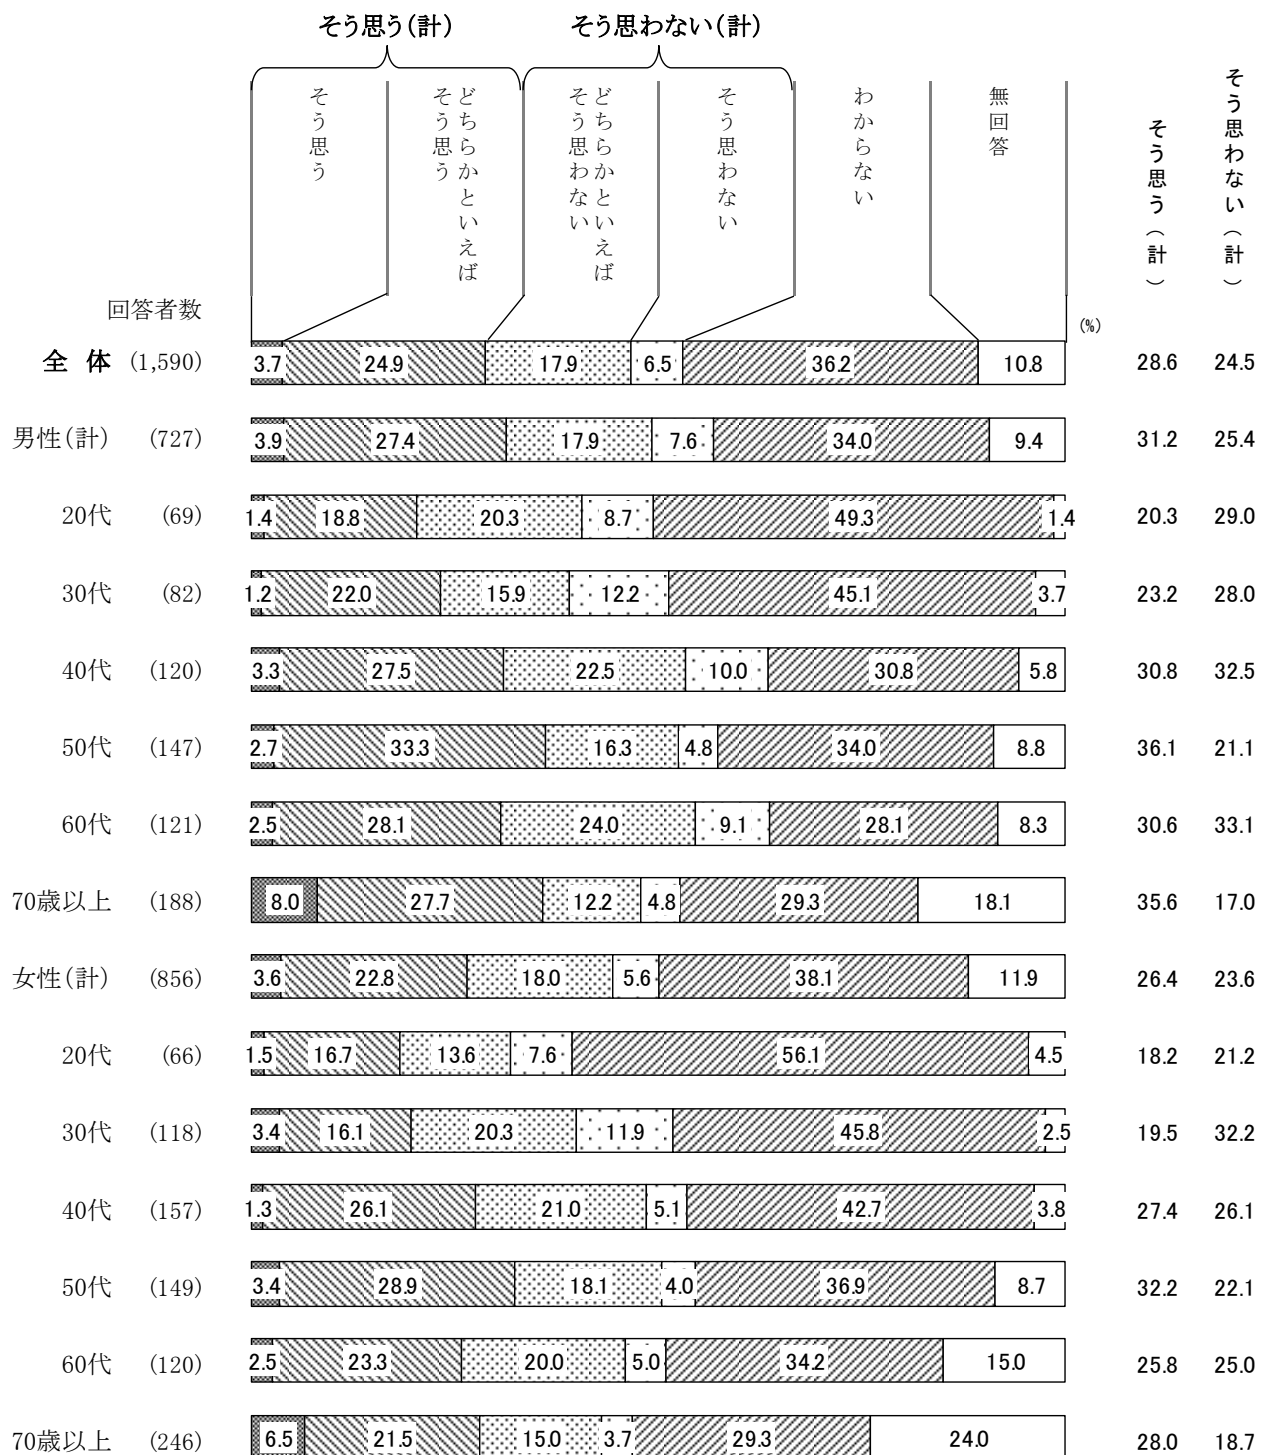 そう思う（計） そう思わない（計）
そう思う
どちらかといえば
そう思う
どちらかといえば
そう思わない
そう思わない
わからない
無回答
そう思う（計）
そう思わない（計）
回答者数
(%)
全 体 (1,590) 3.7 24.9 17.9 6.5 36.2 10.8 28.6 24.5
男性（計） (727) 3.9 27.4 17.9 7.6 34.0 9.4 31.2 25.4
20代 (69) 1.4 18.8 20.3 8.7 49.3 1.4 20.3 29.0
30代 (82) 1.2 22.0 15.9 12.2 45.1 3.7 23.2 28.0
40代 (120) 3.3 27.5 22.5 10.0 30.8 5.8 30.8 32.5
50代 (147) 2.7 33.3 16.3 4.8 34.0 8.8 36.1 21.1
60代 (121) 2.5 28.1 24.0 9.1 28.1 8.3 30.6 33.1
70歳以上 (188) 8.0 27.7 12.2 4.8 29.3 18.1 35.6 17.0
女性（計） (856) 3.6 22.8 18.0 5.6 38.1 11.9 26.4 23.6
20代 (66) 1.5 16.7 13.6 7.6 56.1 4.5 18.2 21.2
30代 (118) 3.4 16.1 20.3 11.9 45.8 2.5 19.5 32.2
40代 (157) 1.3 26.1 21.0 5.1 42.7 3.8 27.4 26.1
50代 (149) 3.4 28.9 18.1 4.0 36.9 8.7 32.2 22.1
60代 (120) 2.5 23.3 20.0 5.0 34.2 15.0 25.8 25.0
70歳以上 (246) 6.5 21.5 15.0 3.7 29.3 24.0 28.0 18.7